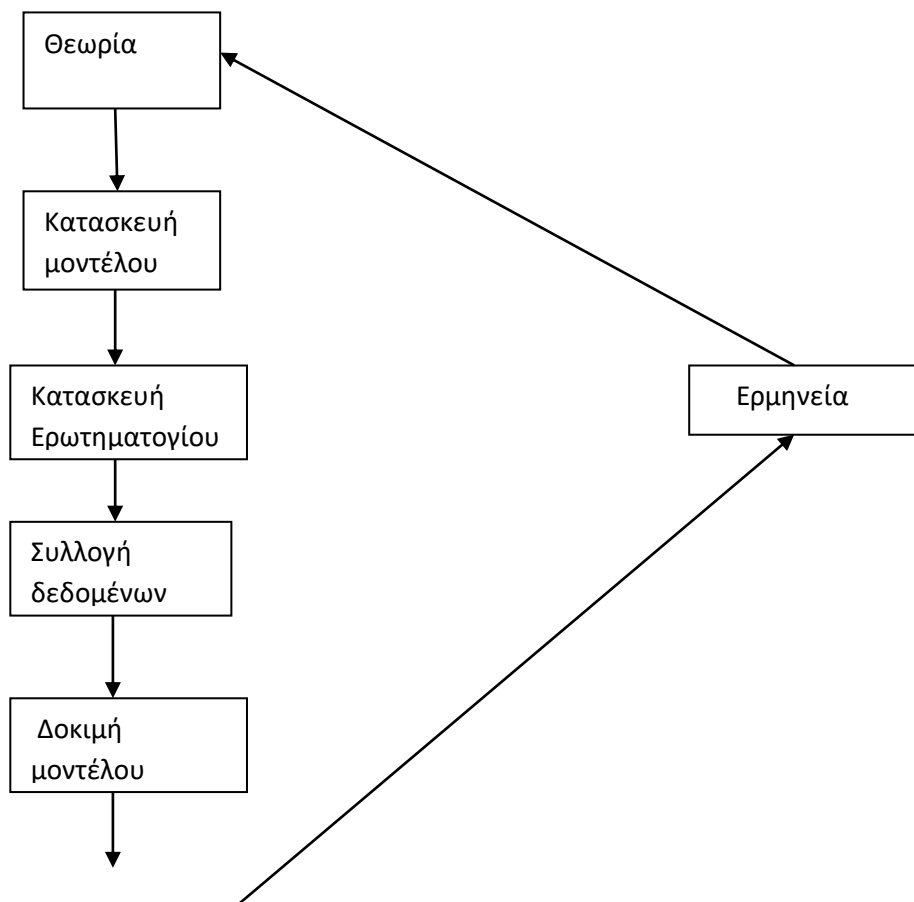 Θεωρία
Κατασκευή
μοντέλου
Κατασκευή
Ερωτηματογίου
Συλλογή
δεδομένων
Δοκιμή
μοντέλου
Ερμηνεία